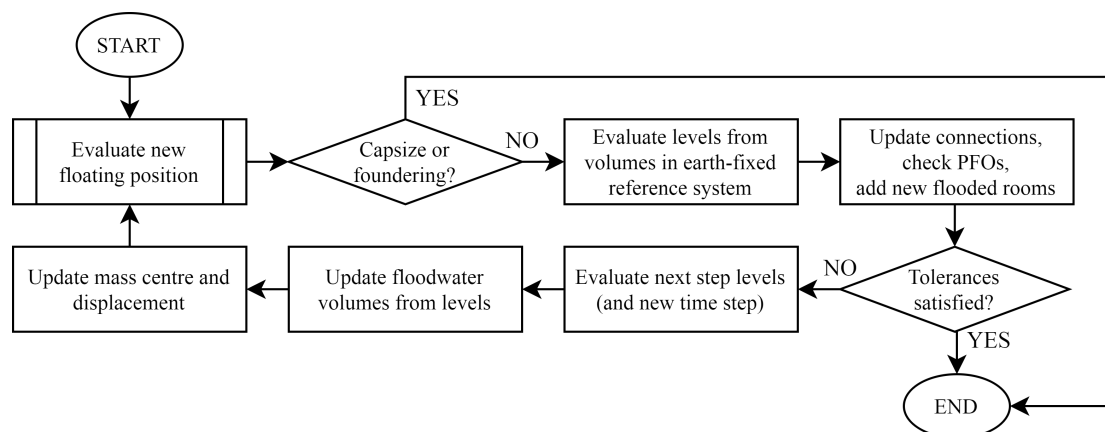 START
YES
Evaluate new
floating position
Capsize or
foundering?
NO
Evaluate levels from
volumes in earth-fixed
reference system
Update connections,
check PFOs,
add new flooded rooms
Update mass centre and
displacement
Update floodwater
volumes from levels
Evaluate next step levels
(and new time step)
NO
Tolerances
satisfied?
YES
END